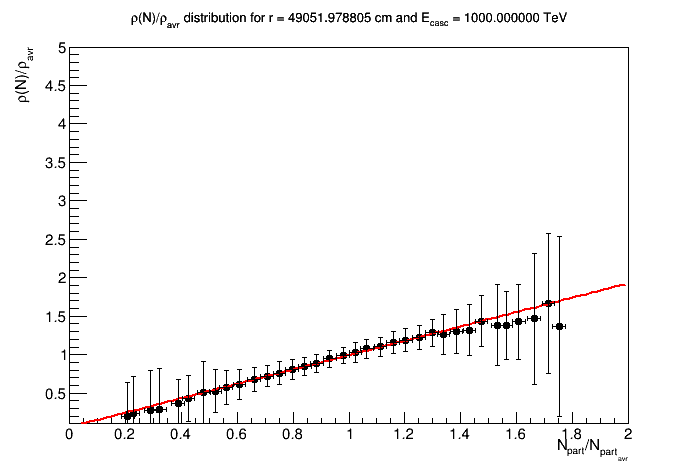 ρ(N)/ρavr distribution for r = 49051.978805 cm and Ecasc = 1000.000000 TeV
ρ(N)/ρavr
5
4.5
4
3.5
3
2.5
2
1.5
1
0.5
0 0.2 0.4 0.6 0.8 1 1.2 1.4 1.6 1.8 2
Npart/Npartavr